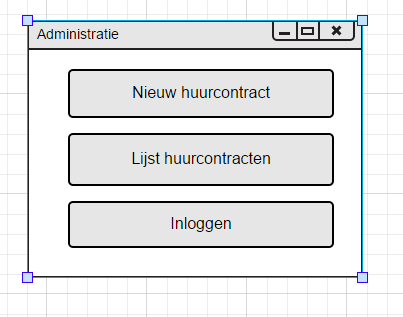 Administratie
Nieuw huurcontract
Lijst huurcontracten
Inloggen